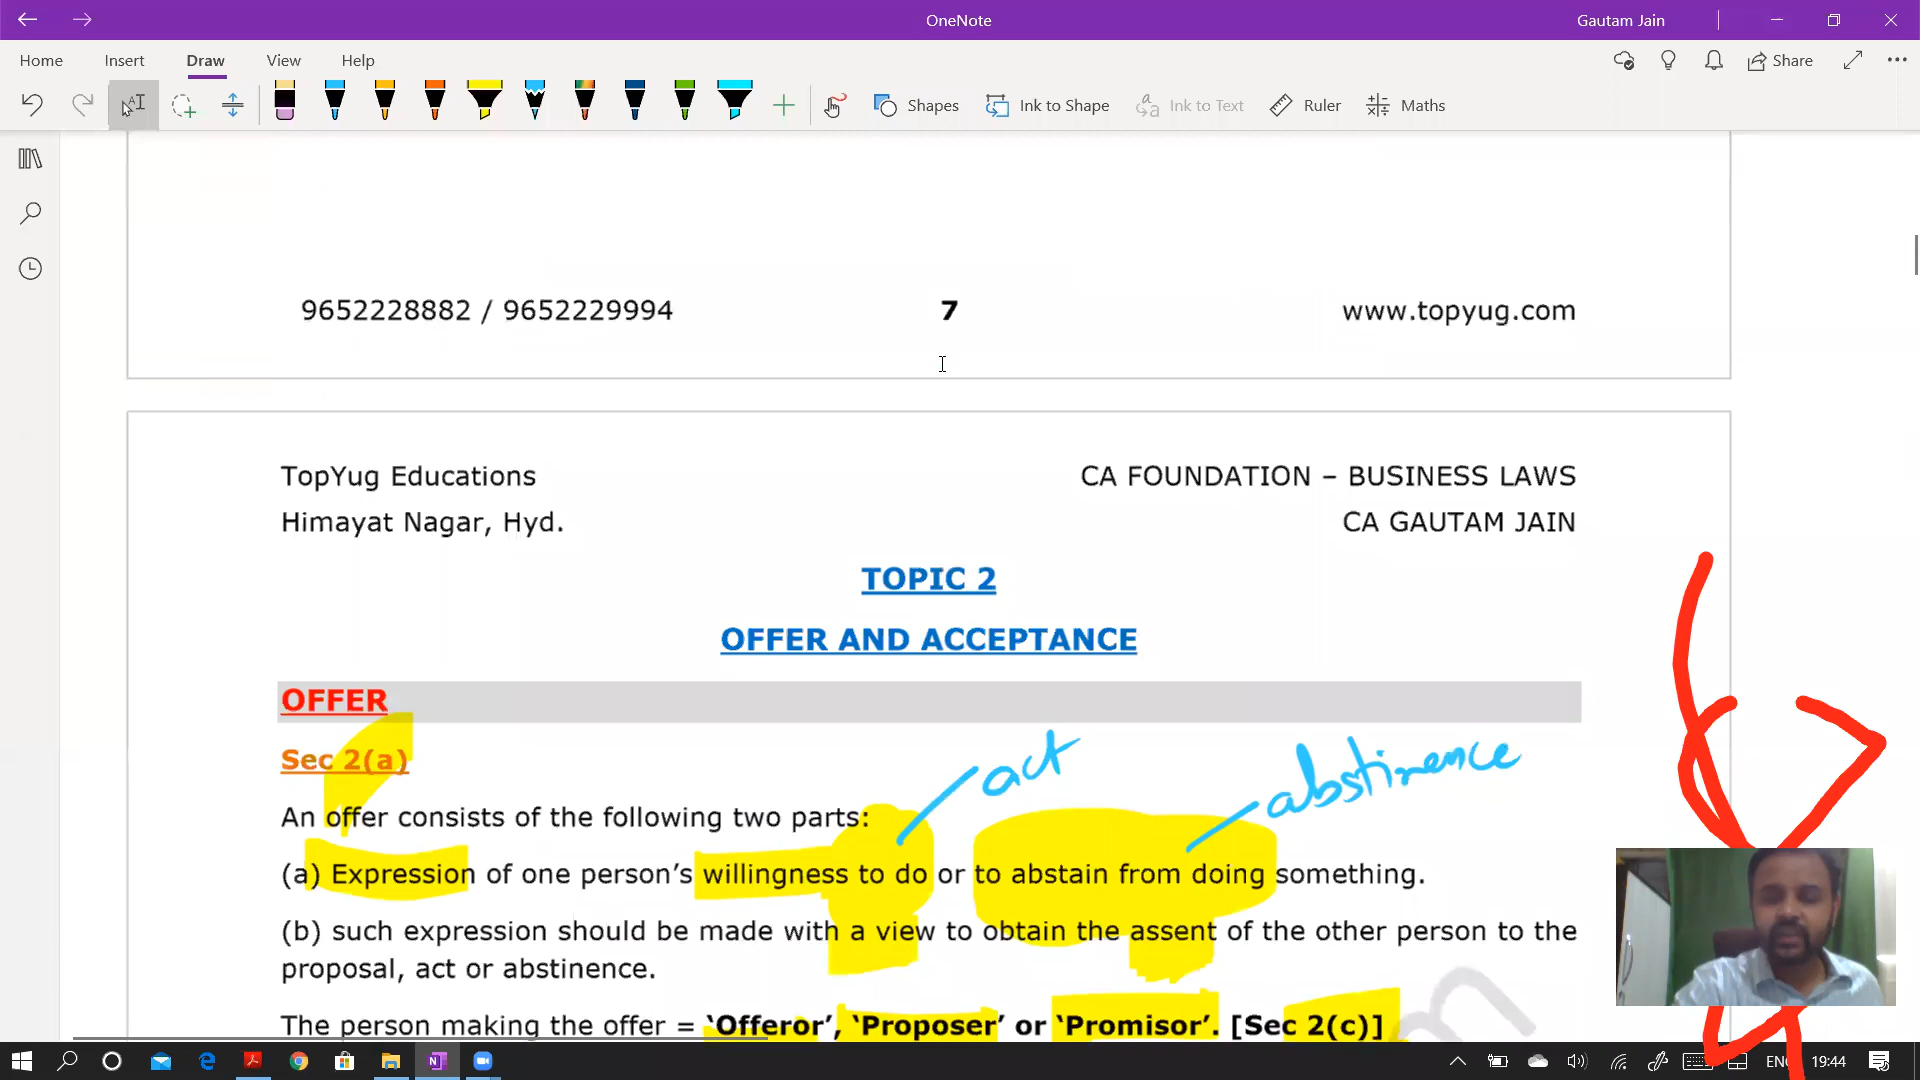 OneNote
Gautam Jain
Home Insert Draw View Help
Share
Shapes Ink to Shape Ink to Text Ruler Maths
9652228882 / 9652229994 7 www.topyug.com
TopYug Educations CA FOUNDATION – BUSINESS LAWS
Himayat Nagar, Hyd. CA GAUTAM JAIN
TOPIC 2
OFFER AND ACCEPTANCE
OFFER
act abstinence
Sec 2(a)
An offer consists of the following two parts:
(a) Expression of one person's willingness to do or to abstain from doing something.
(b) such expression should be made with a view to obtain the assent of the other person to the
proposal, act or abstinence.
The person making the offer = 'Offeror', 'Proposer' or 'Promisor'. [Sec 2(c)]
19:44